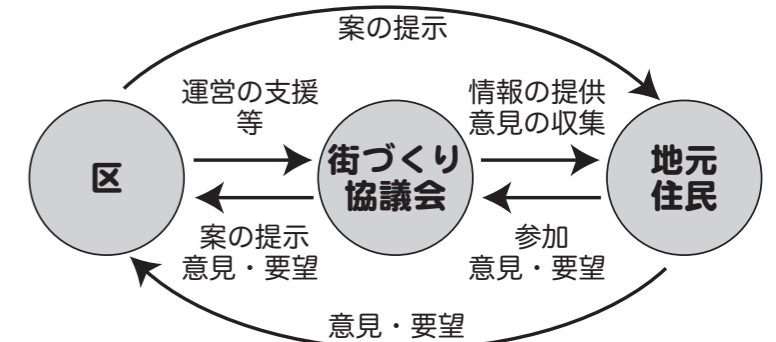 案の提示
運営の支援
等
情報の提供
意見の収集
区
街づくり
協議会
地元
住民
案の提示
意見・要望
参加
意見・要望
意見・要望